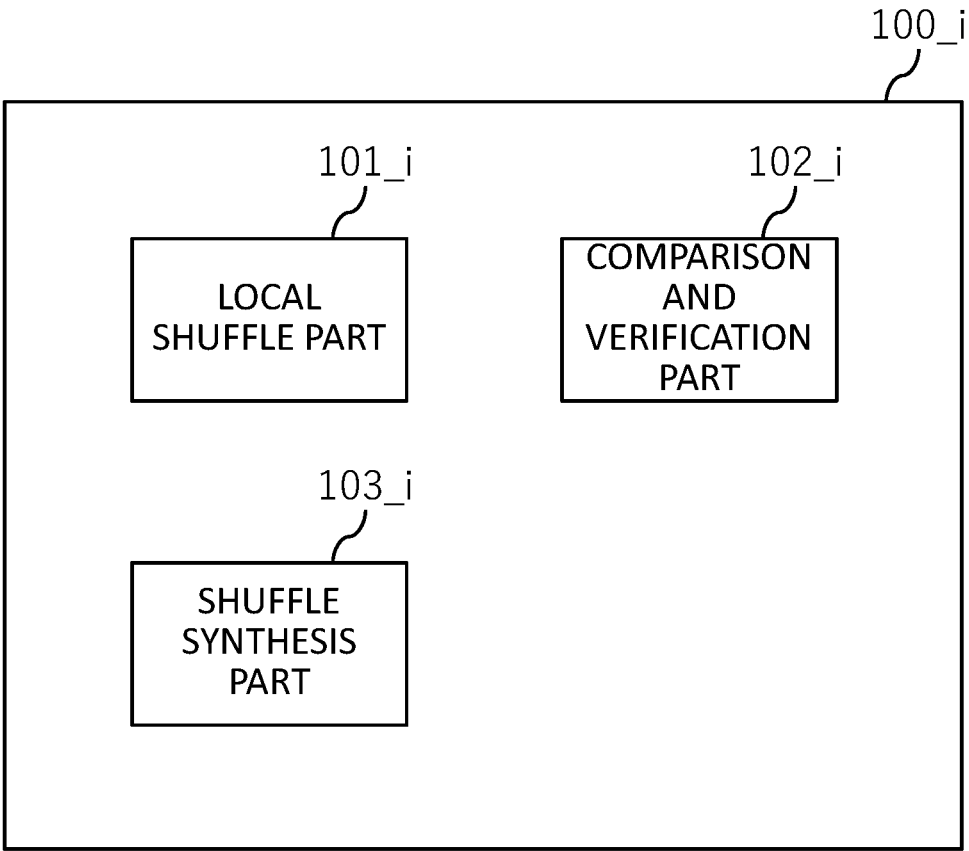 100_i
101_i
LOCAL
SHUFFLE PART
102_i
COMPARISON
AND
VERIFICATION
PART
103_i
SHUFFLE
SYNTHESIS
PART